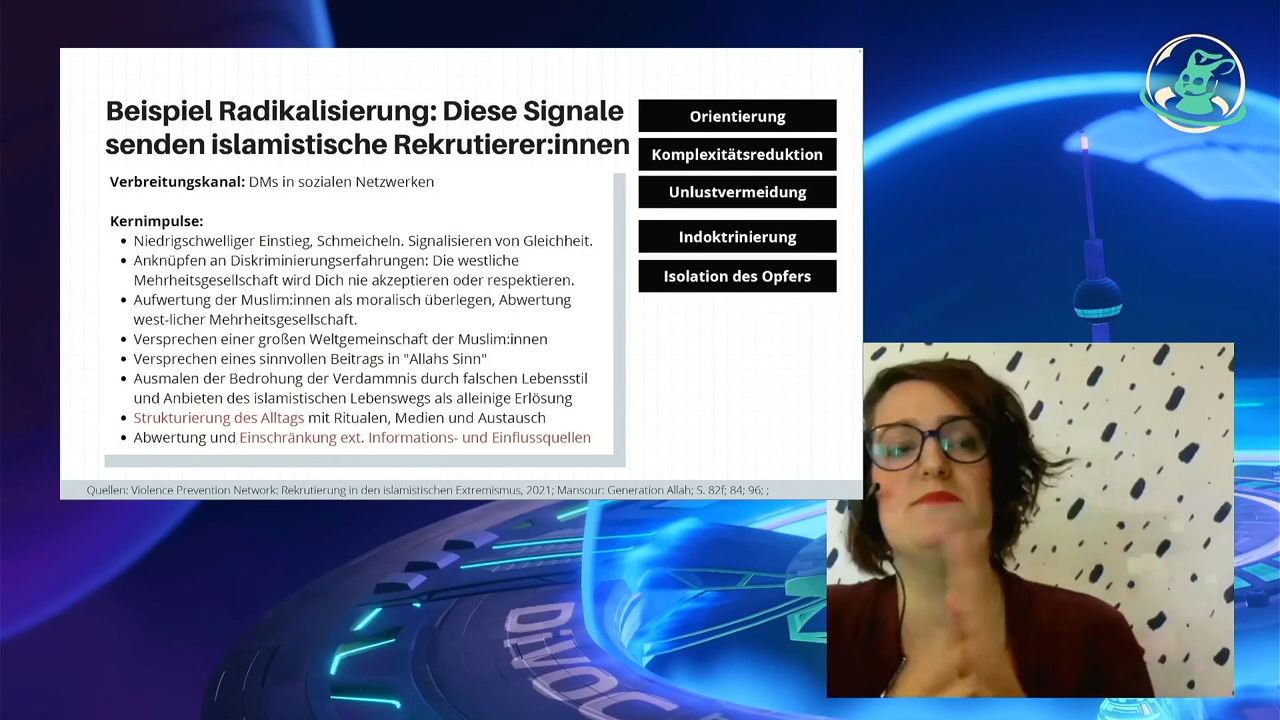 Beispiel Radikalisierung: Diese Signale
senden islamistische Rekrutierer:innen
Verbreitungskanal: DMs in sozialen Netzwerken
Kernimpulse:
• Niedrigschwelliger Einstieg, Schmeicheln. Signalisieren von Gleichheit.
• Anknüpfen an Diskriminierungserfahrungen: Die westliche
Mehrheitsgesellschaft wird Dich nie akzeptieren oder respektieren.
• Aufwertung der Muslim:innen als moralisch überlegen, Abwertung
west-licher Mehrheitsgesellschaft.
• Versprechen einer großen Weltgemeinschaft der Muslim:innen
• Versprechen eines sinnvollen Beitrags in "Allahs Sinn"
• Ausmalen der Bedrohung der Verdammnis durch falschen Lebensstil
und Anbieten des islamistischen Lebenswegs als alleinige Erlösung
• Strukturierung des Alltags mit Ritualen, Medien und Austausch
• Abwertung und Einschränkung ext. Informations- und Einflussquellen
Orientierung
Komplexitätsreduktion
Unlustvermeidung
Indoktrinierung
Isolation des Opfers
Quellen: Violence Prevention Network: Rekrutierung in den islamistischen Extremismus, 2021; Mansour: Generation Allah; S. 82f; 84; 96; ;
DiVOC